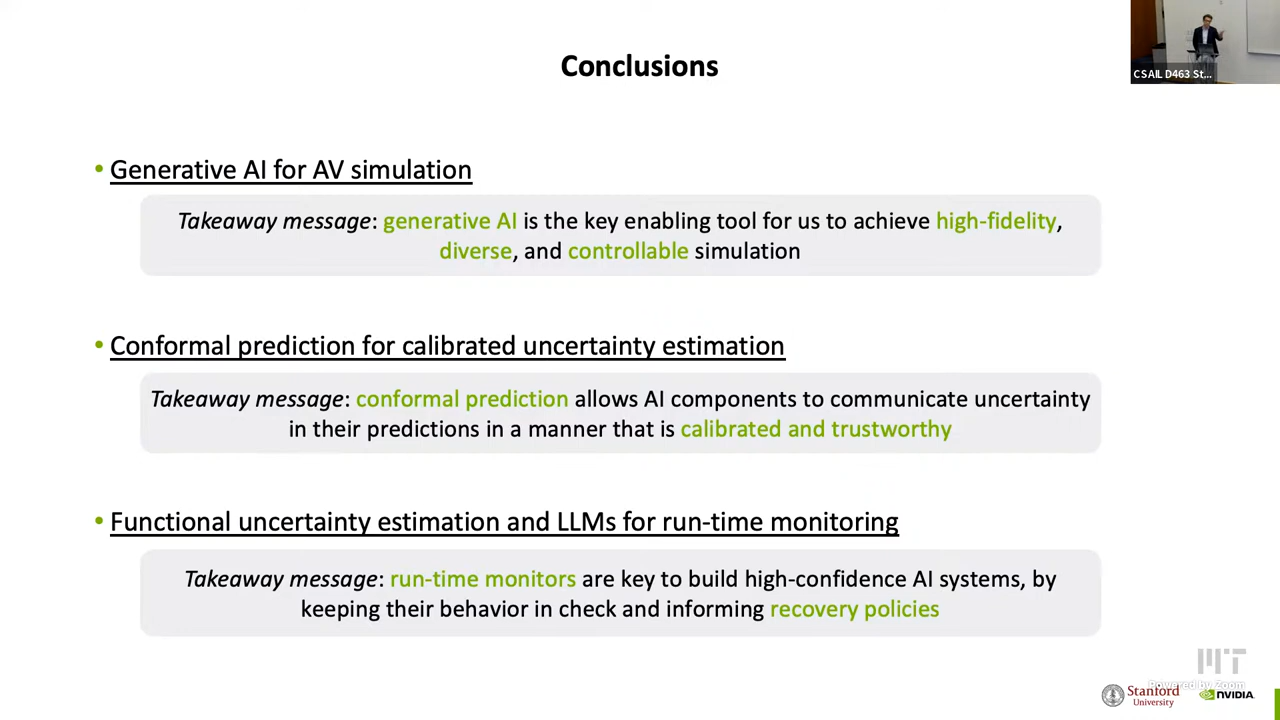 Conclusions
CSAIL D463 St...
• Generative AI for AV simulation
Takeaway message: generative AI is the key enabling tool for us to achieve high-fidelity,
diverse, and controllable simulation
• Conformal prediction for calibrated uncertainty estimation
Takeaway message: conformal prediction allows AI components to communicate uncertainty
in their predictions in a manner that is calibrated and trustworthy
• Functional uncertainty estimation and LLMs for run-time monitoring
Takeaway message: run-time monitors are key to build high-confidence AI systems, by
keeping their behavior in check and informing recovery policies
MIT
Powered by Zoom
Stanford
University
NVIDIA